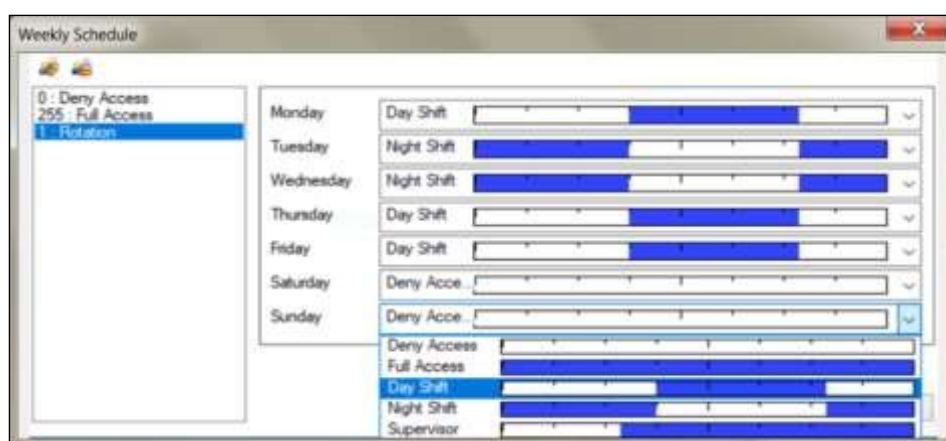 Weekly Schedule
0 : Deny Access
255 : Full Access
1 : Rotation
Monday Day Shift
Tuesday Night Shift
Wednesday Night Shift
Thursday Day Shift
Friday Day Shift
Saturday Deny Acce...
Sunday Deny Acce...
Deny Access
Full Access
Day Shift
Night Shift
Supervisor